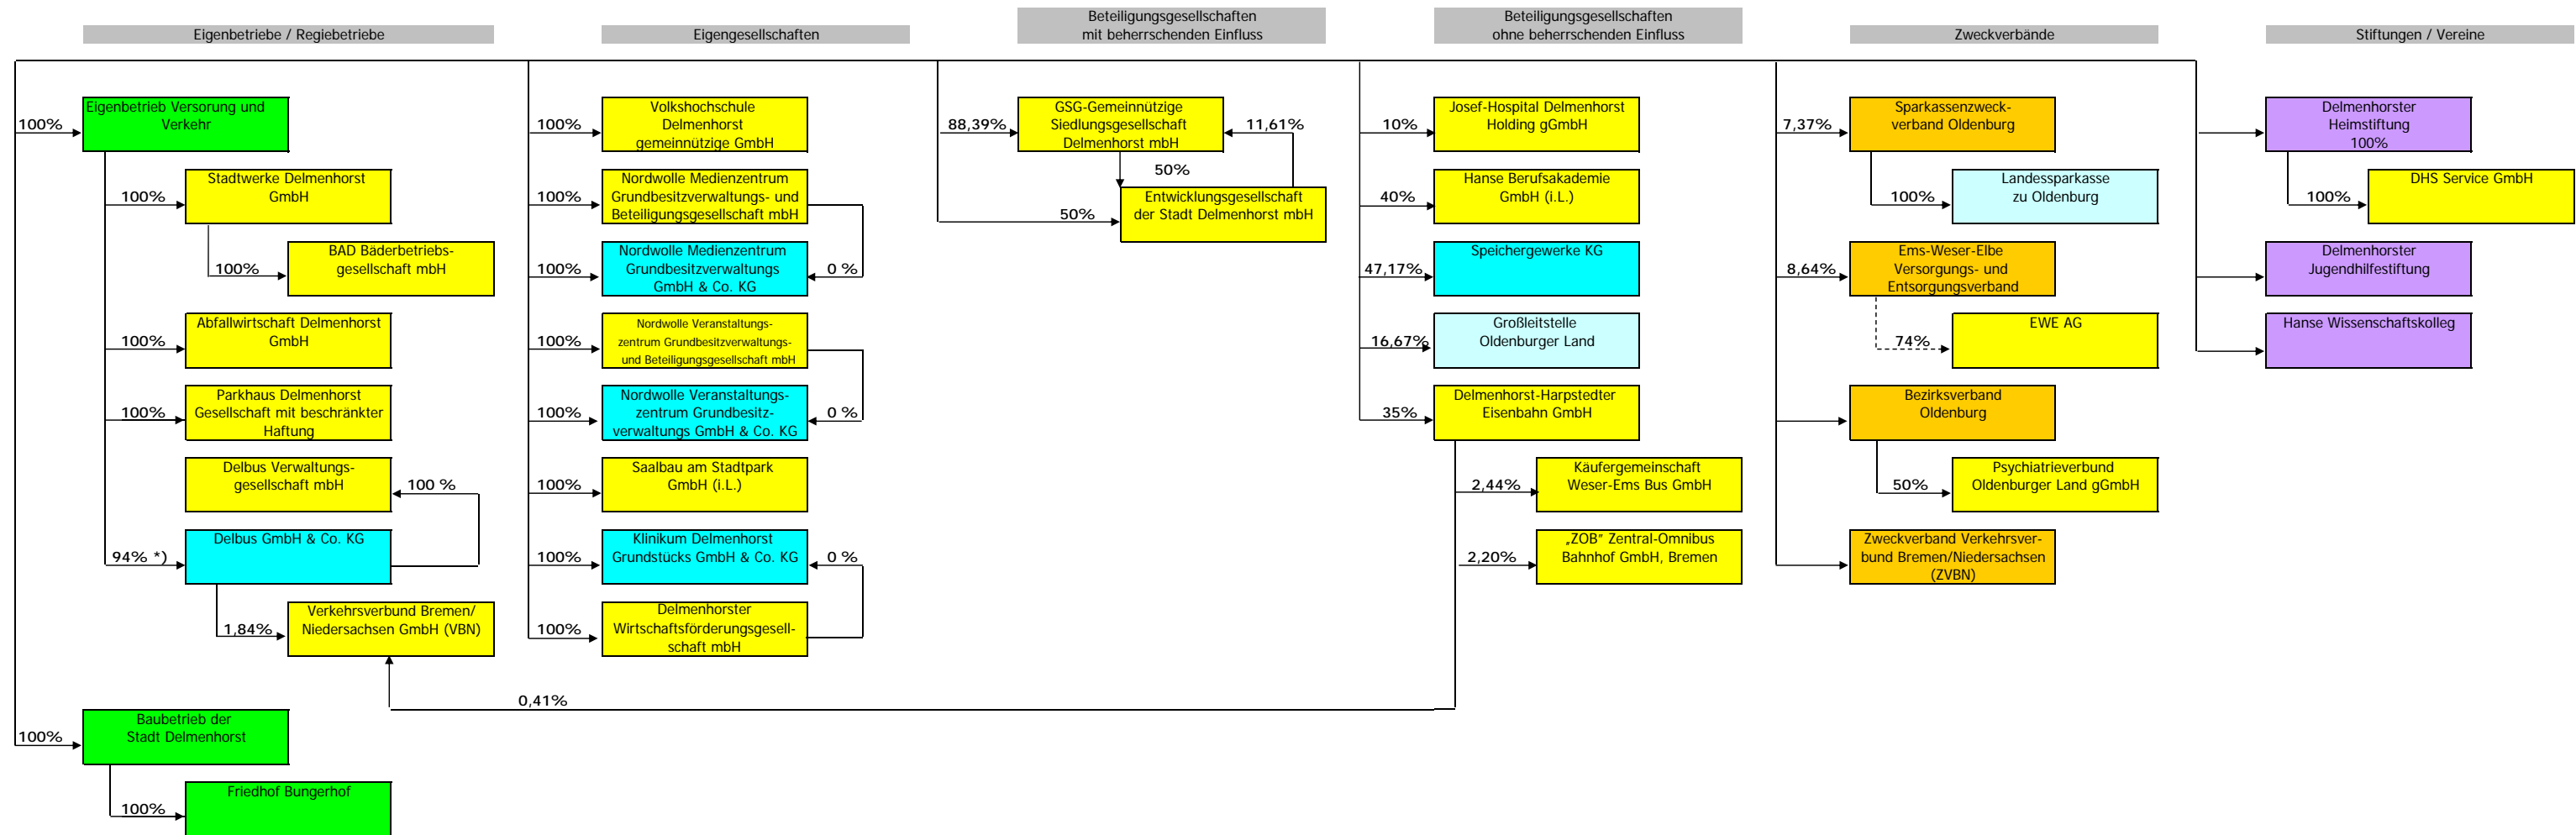 Eigenbetriebe / Regiebetriebe
Eigengesellschaften
Beteiligungsgesellschaften
mit beherrschenden Einfluss
Beteiligungsgesellschaften
ohne beherrschenden Einfluss
Zweckverbände
Stiftungen / Vereine
100%
Eigenbetrieb Versorung und
Verkehr
100%
Stadtwerke Delmenhorst
GmbH
100%
BAD Bäderbetriebs-
gesellschaft mbH
100%
Abfallwirtschaft Delmenhorst
GmbH
100%
Parkhaus Delmenhorst
Gesellschaft mit beschränkter
Haftung
Delbus Verwaltungs-
gesellschaft mbH
100 %
94% *)
Delbus GmbH & Co. KG
1,84%
Verkehrsverbund Bremen/
Niedersachsen GmbH (VBN)
0,41%
100%
Baubetrieb der
Stadt Delmenhorst
100%
Friedhof Bungerhof
100%
Volkshochschule
Delmenhorst
gemeinnützige GmbH
100%
Nordwolle Medienzentrum
Grundbesitzverwaltungs- und
Beteiligungsgesellschaft mbH
100%
Nordwolle Medienzentrum
Grundbesitzverwaltungs
GmbH & Co. KG
0 %
100%
Nordwolle Veranstaltungs-
zentrum Grundbesitzverwaltungs-
und Beteiligungsgesellschaft mbH
100%
Nordwolle Veranstaltungs-
zentrum Grundbesitz-
verwaltungs GmbH & Co. KG
0 %
100%
Saalbau am Stadtpark
GmbH (i.L.)
100%
Klinikum Delmenhorst
Grundstücks GmbH & Co. KG
0 %
100%
Delmenhorster
Wirtschaftsförderungsgesell-
schaft mbH
88,39%
GSG-Gemeinnützige
Siedlungsgesellschaft
Delmenhorst mbH
11,61%
50%
50%
Entwicklungsgesellschaft
der Stadt Delmenhorst mbH
10%
Josef-Hospital Delmenhorst
Holding gGmbH
40%
Hanse Berufsakademie
GmbH (i.L.)
47,17%
Speichergewerke KG
16,67%
Großleitstelle
Oldenburger Land
35%
Delmenhorst-Harpstedter
Eisenbahn GmbH
2,44%
Käufergemeinschaft
Weser-Ems Bus GmbH
2,20%
„ZOB" Zentral-Omnibus
Bahnhof GmbH, Bremen
7,37%
Sparkassenzweck-
verband Oldenburg
100%
Landessparkasse
zu Oldenburg
8,64%
Ems-Weser-Elbe
Versorgungs- und
Entsorgungsverband
74%
EWE AG
Bezirksverband
Oldenburg
50%
Psychiatrieverbund
Oldenburger Land gGmbH
Zweckverband Verkehrsver-
bund Bremen/Niedersachsen
(ZVBN)
Delmenhorster
Heimstiftung
100%
100%
DHS Service GmbH
Delmenhorster
Jugendhilfestiftung
Hanse Wissenschaftskolleg